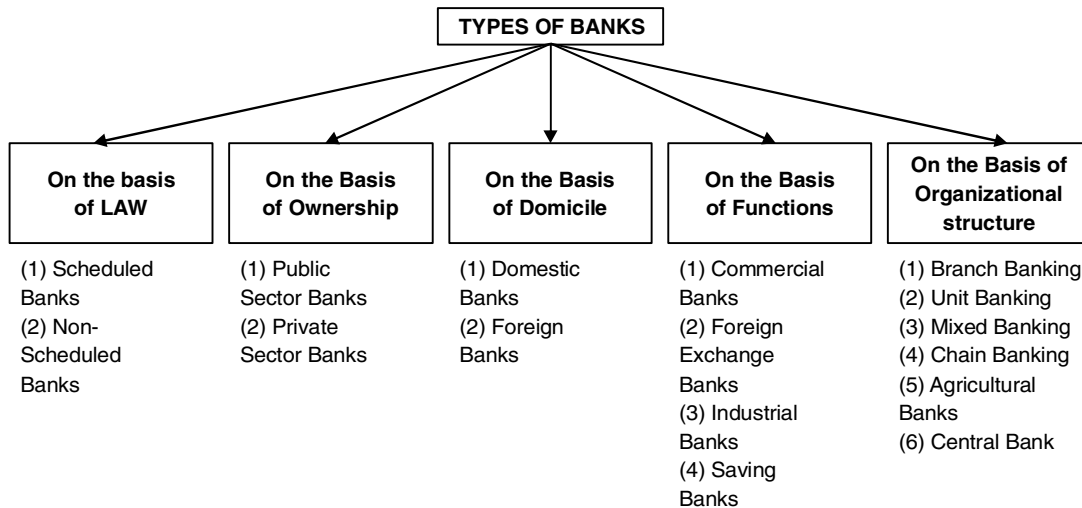 TYPES OF BANKS
On the basis
of LAW
(1) Scheduled
Banks
(2) Non-
Scheduled
Banks
On the Basis
of Ownership
(1) Public
Sector Banks
(2) Private
Sector Banks
On the Basis
of Domicile
(1) Domestic
Banks
(2) Foreign
Banks
On the Basis
of Functions
(1) Commercial
Banks
(2) Foreign
Exchange
Banks
(3) Industrial
Banks
(4) Saving
Banks
On the Basis of
Organizational
structure
(1) Branch Banking
(2) Unit Banking
(3) Mixed Banking
(4) Chain Banking
(5) Agricultural
Banks
(6) Central Bank